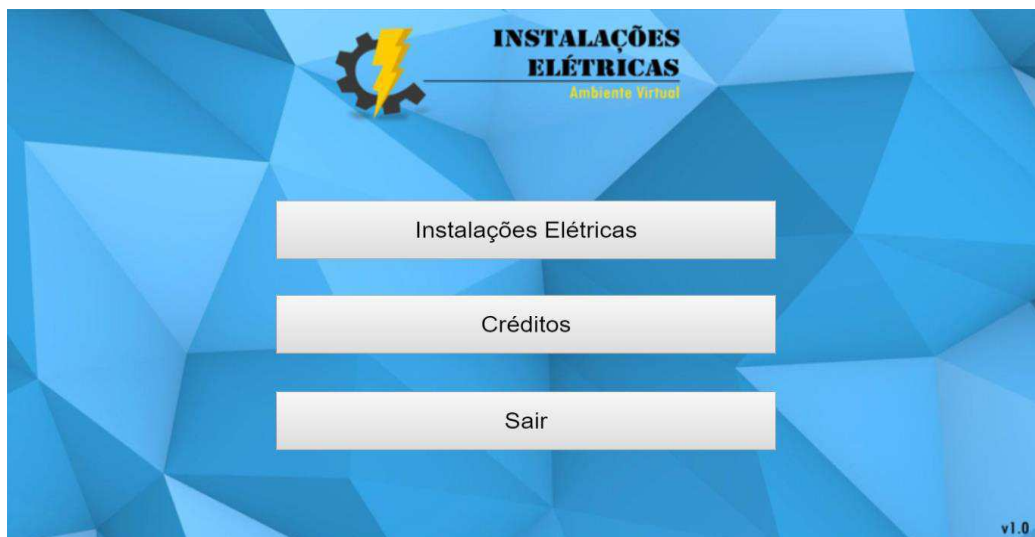 INSTALAÇÕES
ELÉTRICAS
Ambiente Virtual
Instalações Elétricas
Créditos
Sair
v1.0